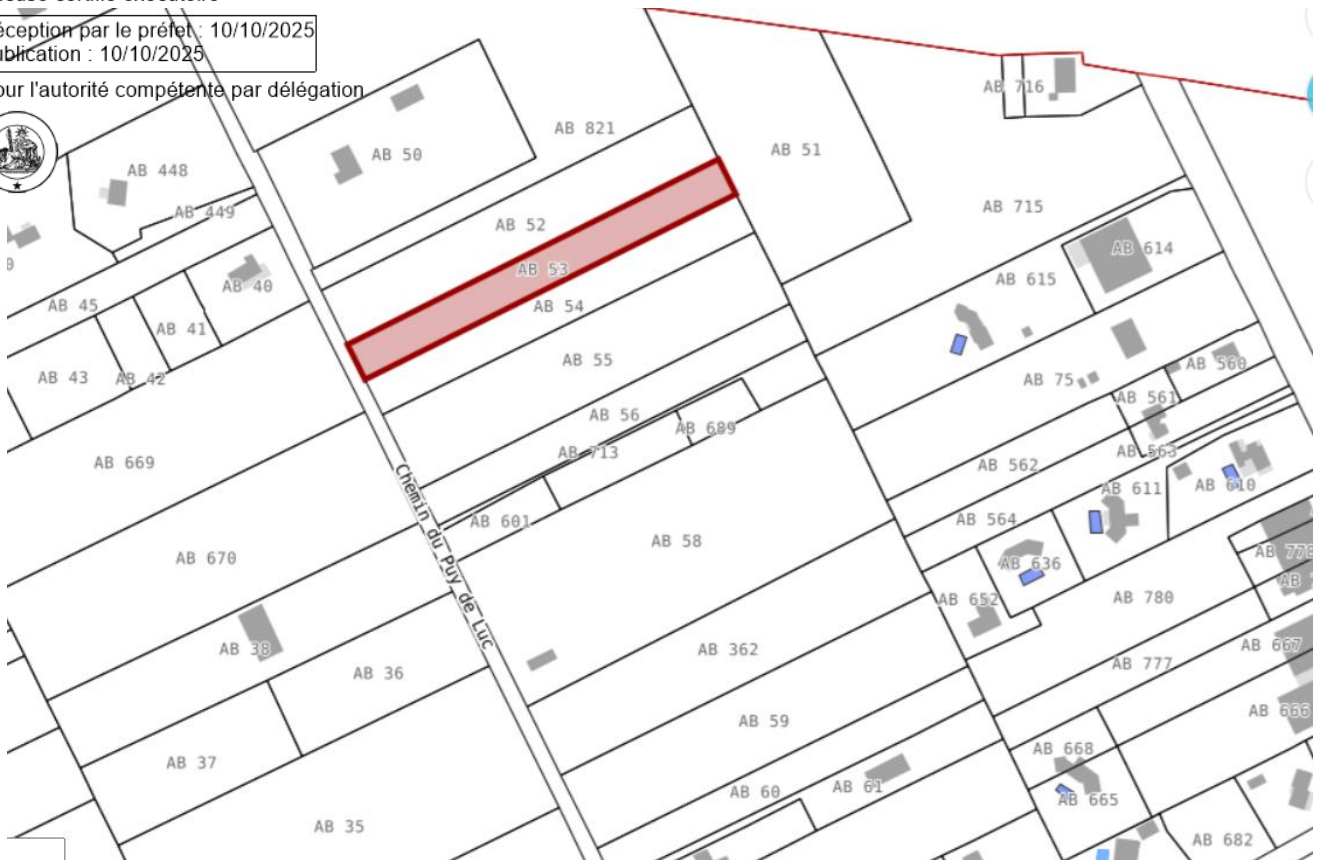 éception par le préfet : 10/10/2025
ublication : 10/10/2025
our l'autorité compétente par délégation
AB 716
AB 821
AB 51
AB 50
AB 448
AB 715
AB 449
AB 52
AB 614
AB 53
AB 615
AB 40
AB 45
AB 54
AB 41
AB 55
AB 560
AB 43
AB 42
AB 75
AB 561
AB 56
AB 689
AB 713
AB 563
AB 669
AB 562
AB 610
AB 611
AB 601
AB 564
Chemin du Puy de Luc
AB 58
AB 778
AB 670
AB 636
AB
AB 652
AB 780
AB 38
AB 362
AB 667
AB 36
AB 777
AB 666
AB 59
AB 668
AB 37
AB 60
AB 61
AB 665
AB 35
AB 682